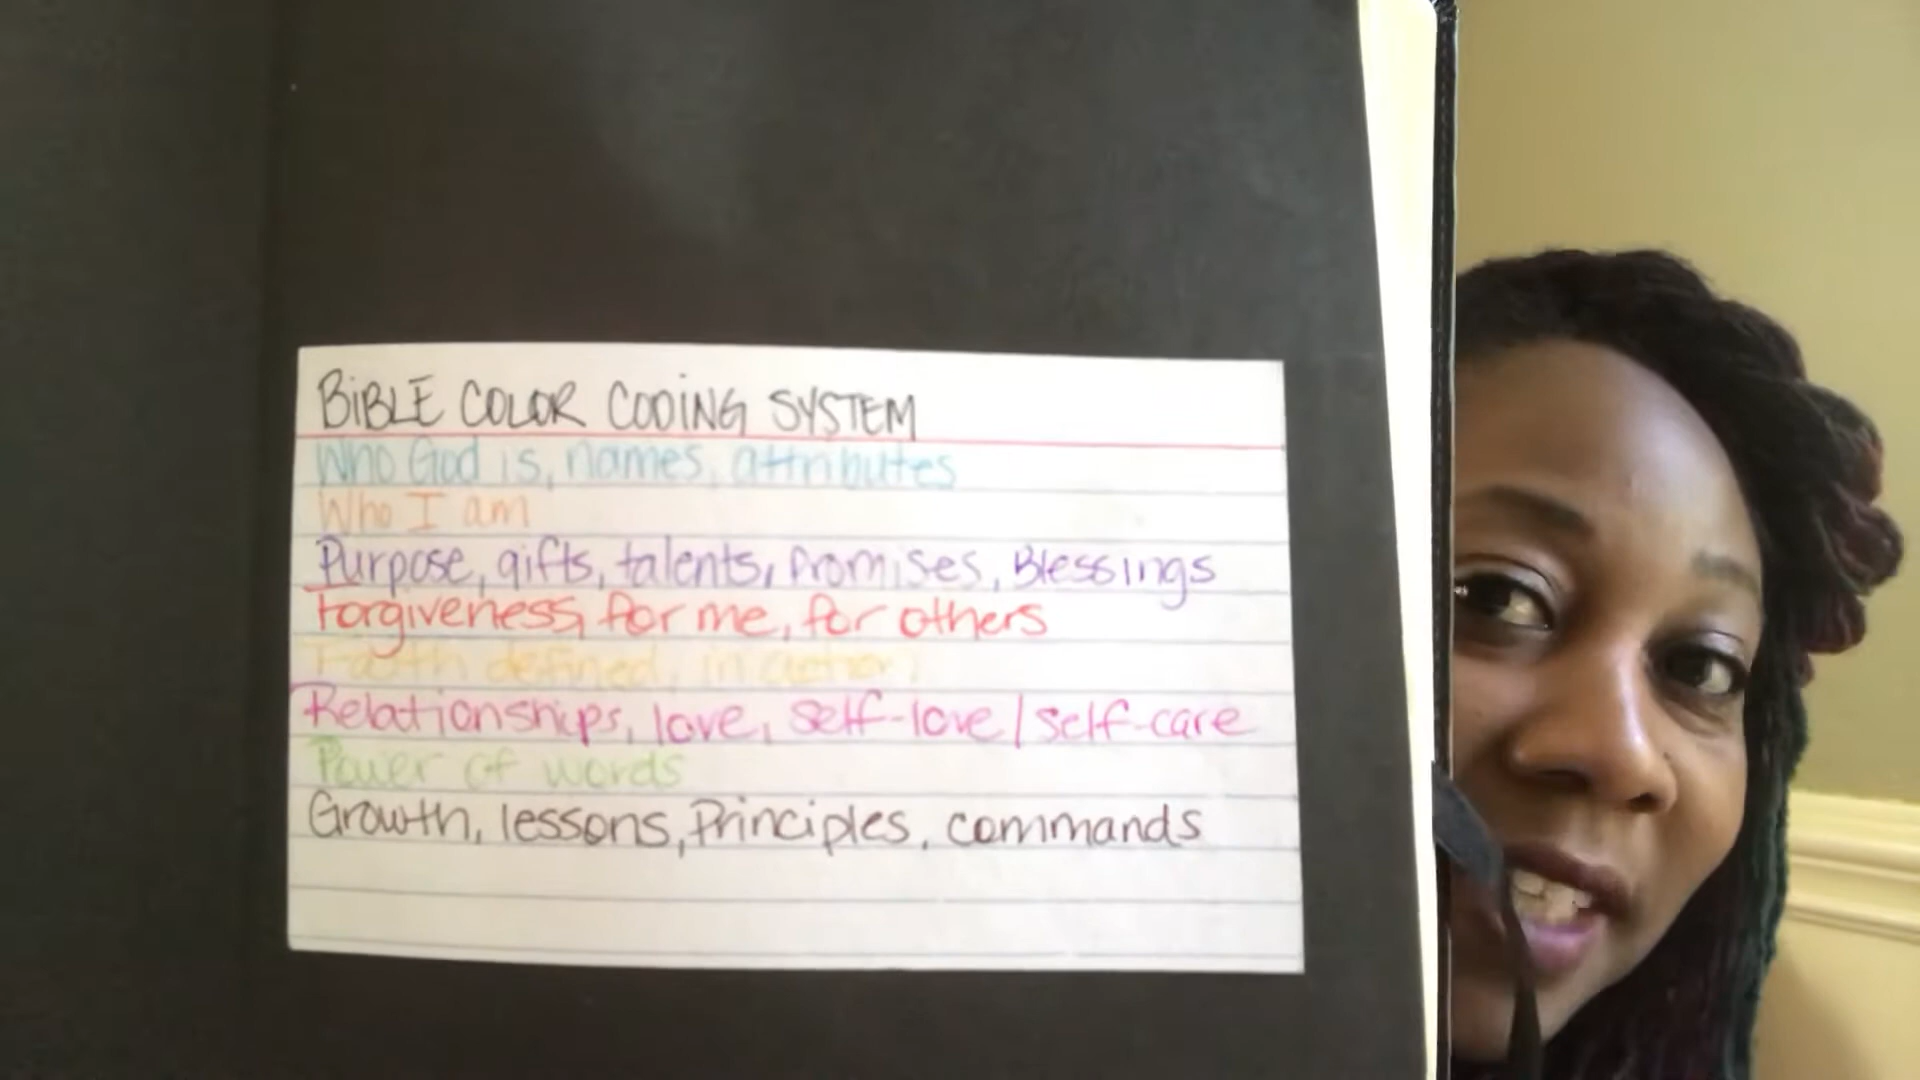 BiBLE COLOR CODING SYSTEM
Who God is, names, attributes
Who I am
Purpose, gifts, talents, Promises, Blessings
Forgiveness, for me, for others
Faith defined, in action,
Relationships, love, self-love/self-care
Power of words
Growth, lessons, Principles, commands